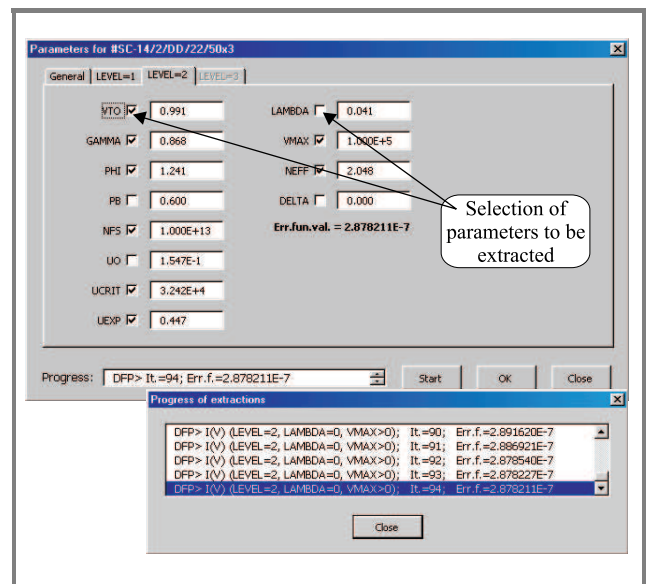 Parameters for #SC-14/2/DD/22/50x3
General LEVEL=1 LEVEL=2 LEVEL=3
VTO 0.991 LAMBDA 0.041
GAMMA 0.868 VMAX 1.000E+5
PHI 1.241 NEFF 2.048
PB 0.600 DELTA 0.000
NFS 1.000E+13 Err.fun.val. = 2.878211E-7
UO 1.547E-1
UCRIT 3.242E+4
UEXP 0.447
Selection of
parameters to be
extracted
Progress: DFP> It.=94; Err.f.=2.878211E-7 Start OK Close
Progress of extractions
DFP> I(V) (LEVEL=2, LAMBDA=0, VMAX>0); It.=90; Err.f.=2.891620E-7
DFP> I(V) (LEVEL=2, LAMBDA=0, VMAX>0); It.=91; Err.f.=2.886921E-7
DFP> I(V) (LEVEL=2, LAMBDA=0, VMAX>0); It.=92; Err.f.=2.878540E-7
DFP> I(V) (LEVEL=2, LAMBDA=0, VMAX>0); It.=93; Err.f.=2.878227E-7
DFP> I(V) (LEVEL=2, LAMBDA=0, VMAX>0); It.=94; Err.f.=2.878211E-7
Close